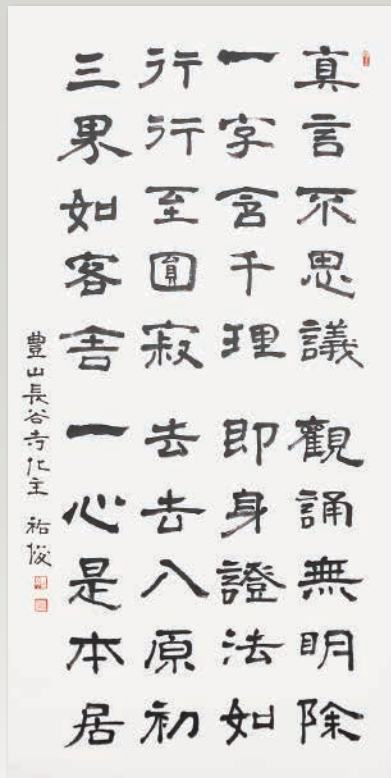 真言不思議 觀誦無明除
一字含千理 即身證法如
行行至圓寂 去去入原初
三界如客舍 一心是本居
豊山長谷寺化主 祐俊